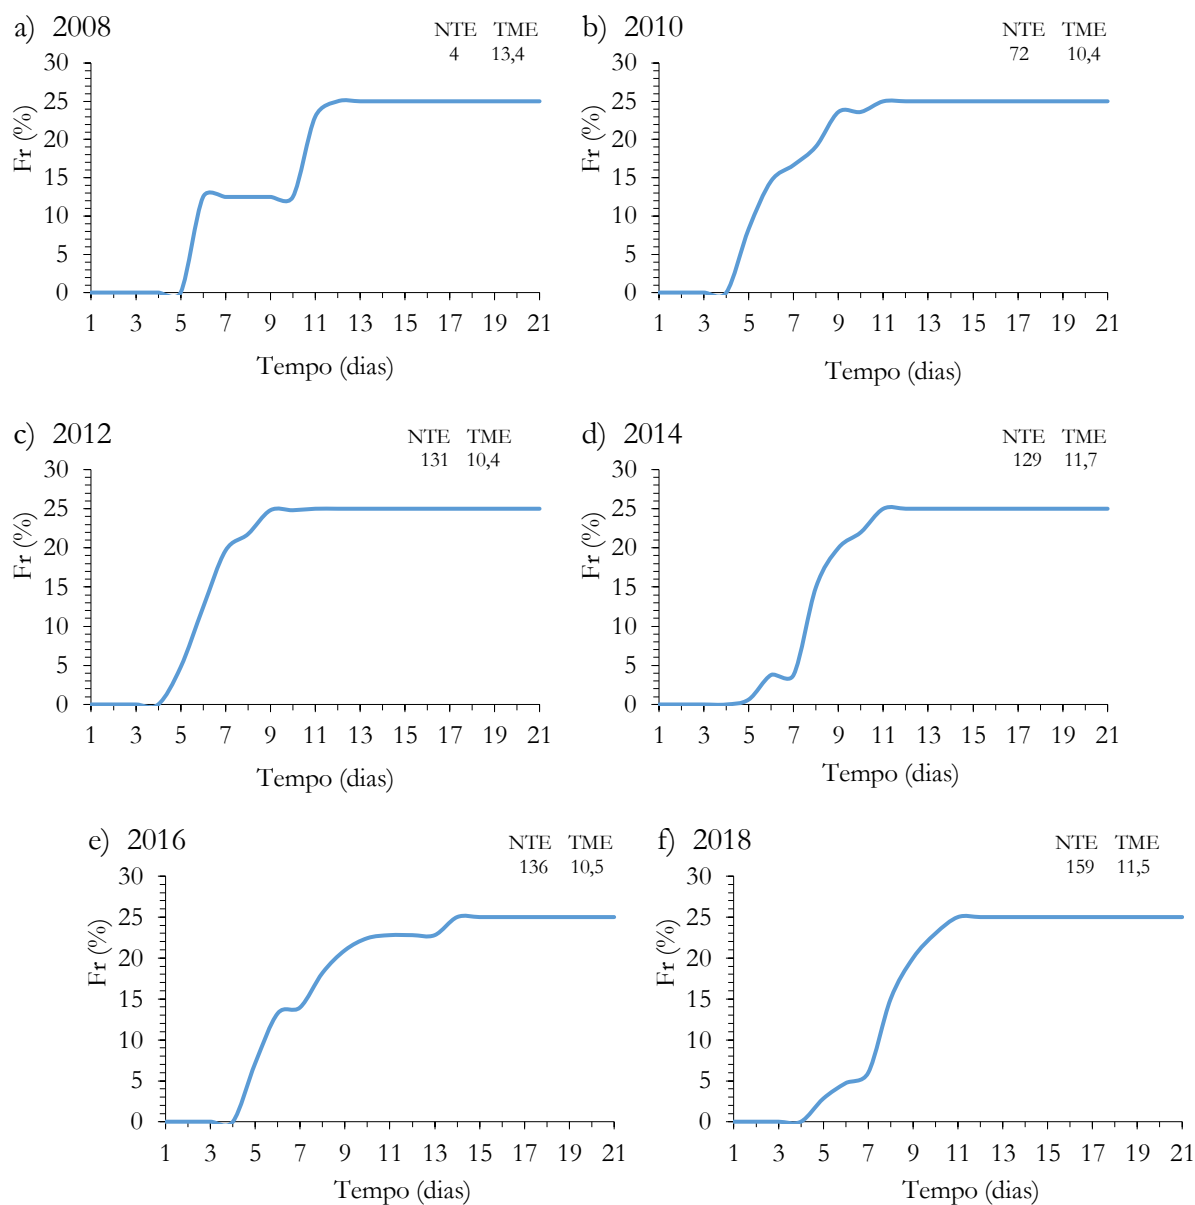 a) 2008
NTE TME
4 13,4
30
25
20
15
10
5
0
Fr (%)
1 3 5 7 9 11 13 15 17 19 21
Tempo (dias)
b) 2010
NTE TME
72 10,4
30
25
20
15
10
5
0
Fr (%)
1 3 5 7 9 11 13 15 17 19 21
Tempo (dias)
c) 2012
NTE TME
131 10,4
30
25
20
15
10
5
0
Fr (%)
1 3 5 7 9 11 13 15 17 19 21
Tempo (dias)
d) 2014
NTE TME
129 11,7
30
25
20
15
10
5
0
Fr (%)
1 3 5 7 9 11 13 15 17 19 21
Tempo (dias)
e) 2016
NTE TME
136 10,5
30
25
20
15
10
5
0
Fr (%)
1 3 5 7 9 11 13 15 17 19 21
Tempo (dias)
f) 2018
NTE TME
159 11,5
30
25
20
15
10
5
0
Fr (%)
1 3 5 7 9 11 13 15 17 19 21
Tempo (dias)